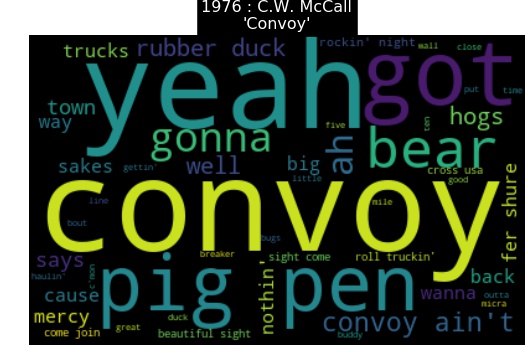 1976 : C.W. McCall
'Convoy'
rockin' night
wall
close
trucks
rubber duck
yeah
got
put
time
town
way
hogs
five
ten
gonna
ah
bear
sakes
gettin'
well
big
little
cross usa
good
fer shure
convoy
line
mile
bout
bugs
says
breaker
sight come
roll truckin'
haulin'
c'mon
pig
pen
nothin'
back
cause
wanna
outta
micra
mercy
duck
convoy ain't
come join
great
beautiful sight
buddy